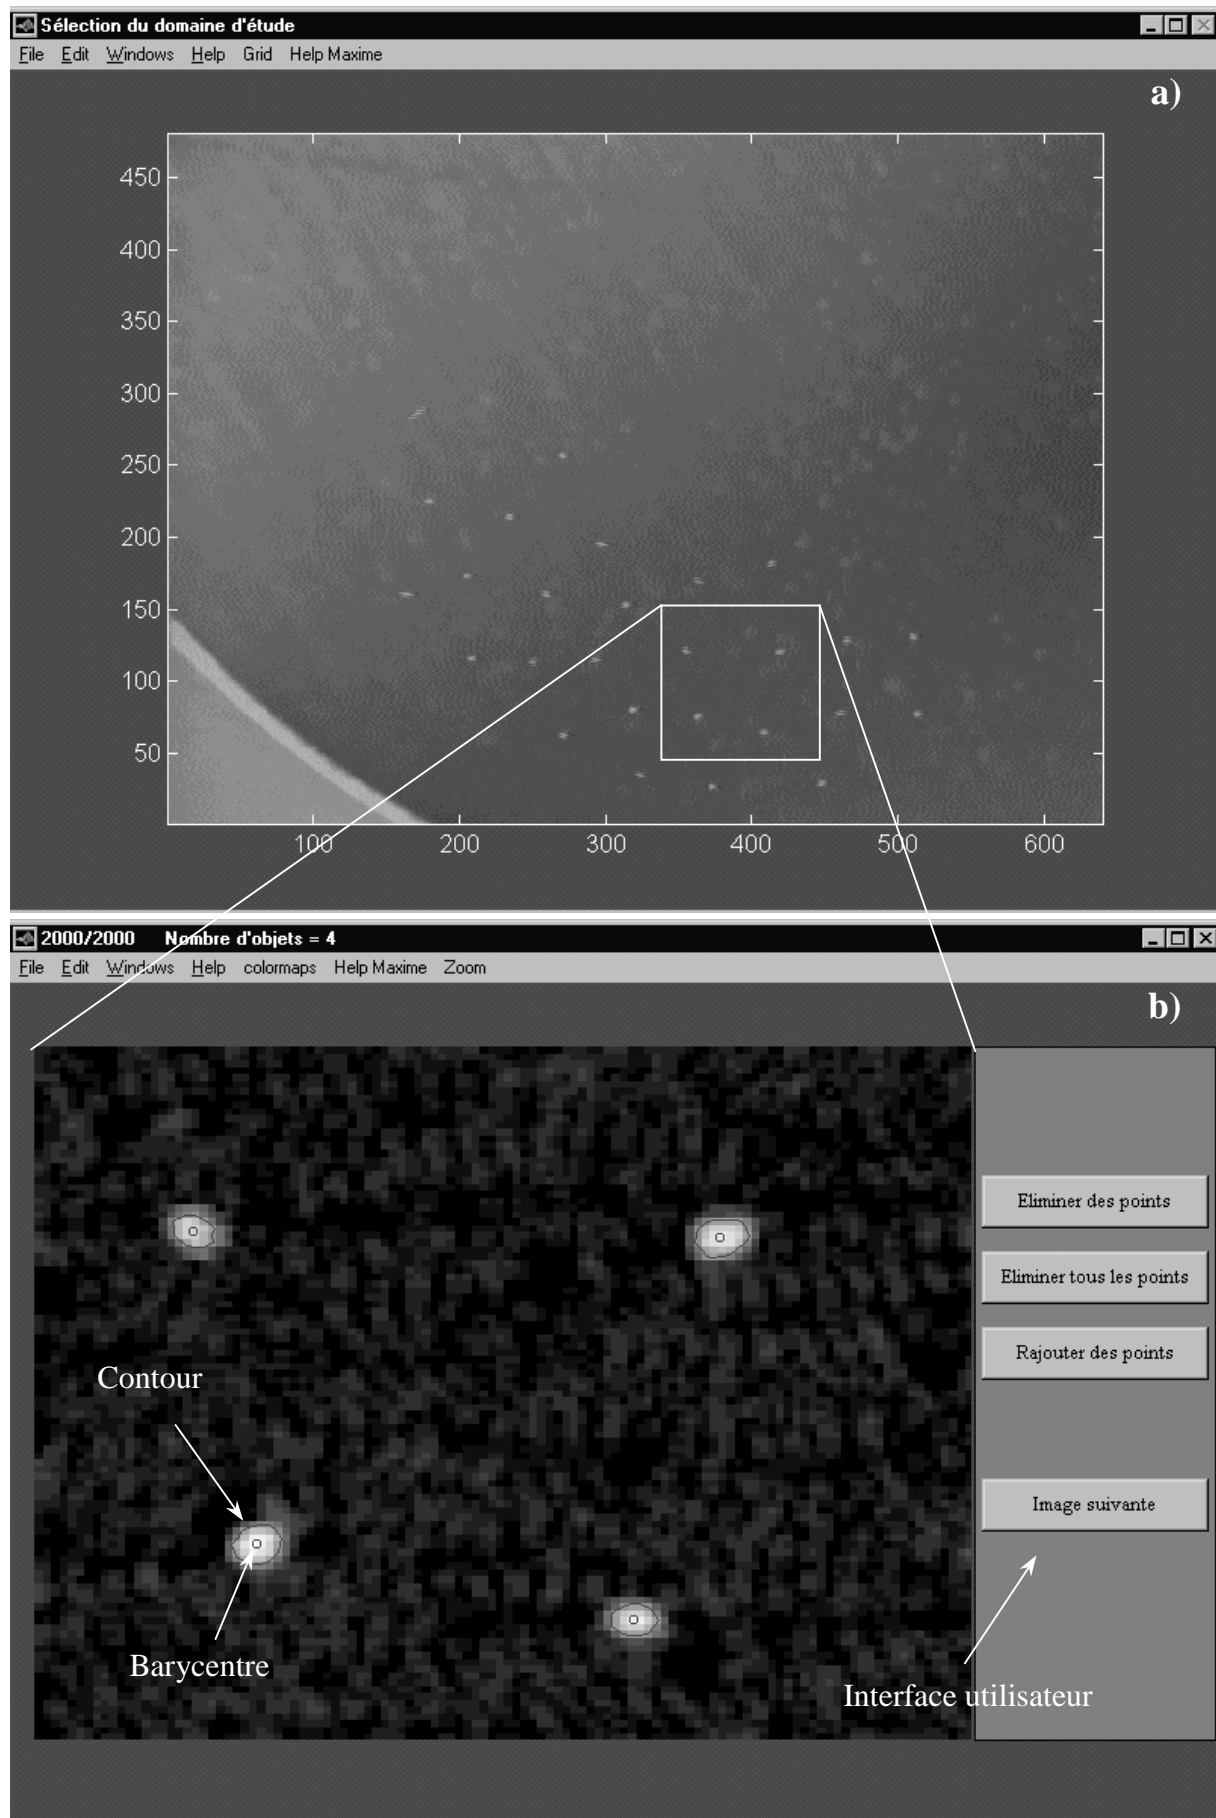 Sélection du domaine d'étude
File Edit Windows Help Grid Help Maxime
a)
450
400
350
300
250
200
150
100
50
100 200 300 400 500 600
2000/2000 Nombre d'objets = 4
File Edit Windows Help colormaps Help Maxime Zoom
b)
Eliminer des points
Eliminer tous les points
Rajouter des points
Contour
Image suivante
Barycentre
Interface utilisateur